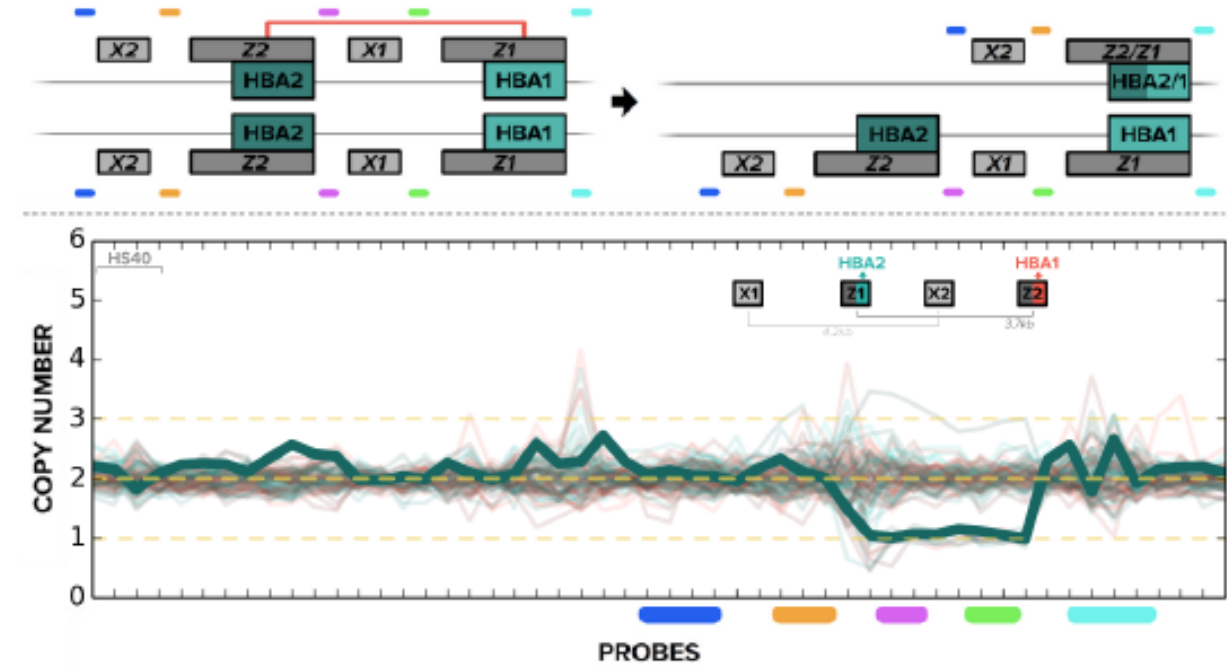 X2 Z2 X1 Z1
HBA2 HBA1
HBA2 HBA1
X2 Z2 X1 Z1
X2 Z2/Z1
HBA2/1
HBA2 HBA1
X2 Z2 X1 Z1
6
5
4
3
2
1
0
COPY NUMBER
HS40
HBA2 HBA1
X1 Z1 X2 Z2
4.2kb 3.7kb
PROBES